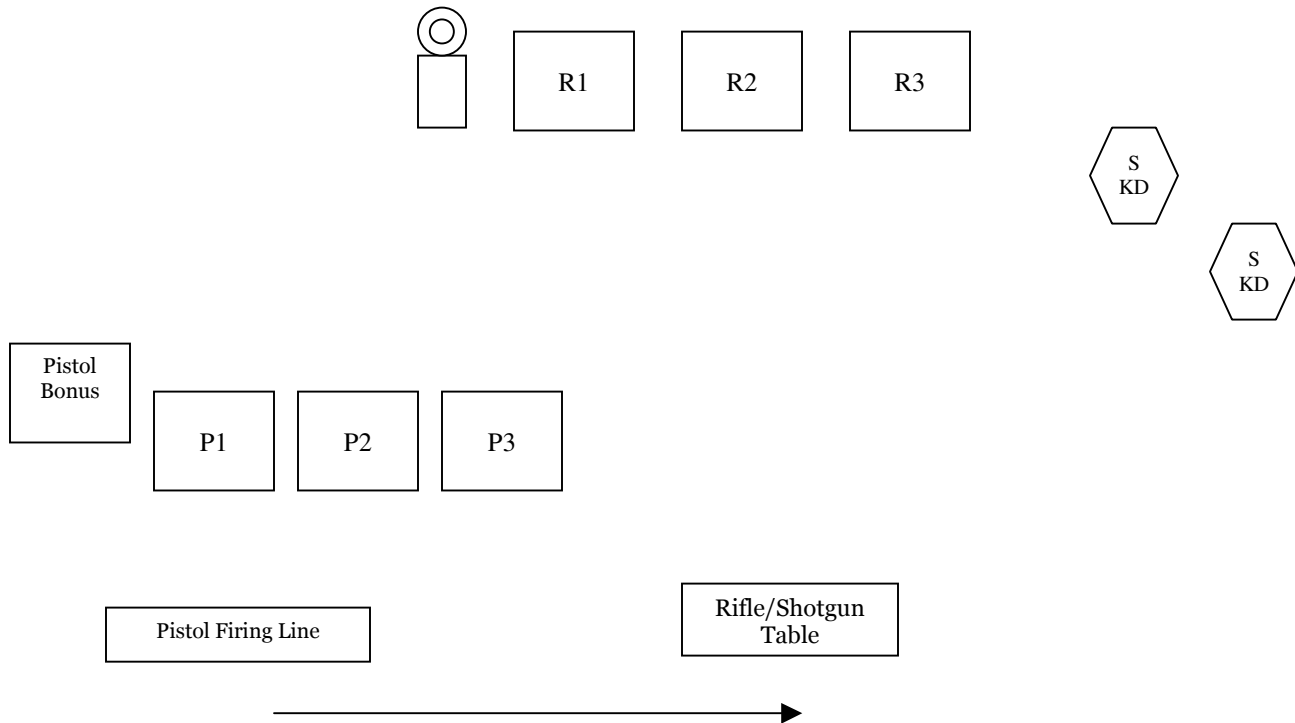 R1
R2
R3
S
KD
S
KD
Pistol
Bonus
P1
P2
P3
Pistol Firing Line
Rifle/Shotgun
Table